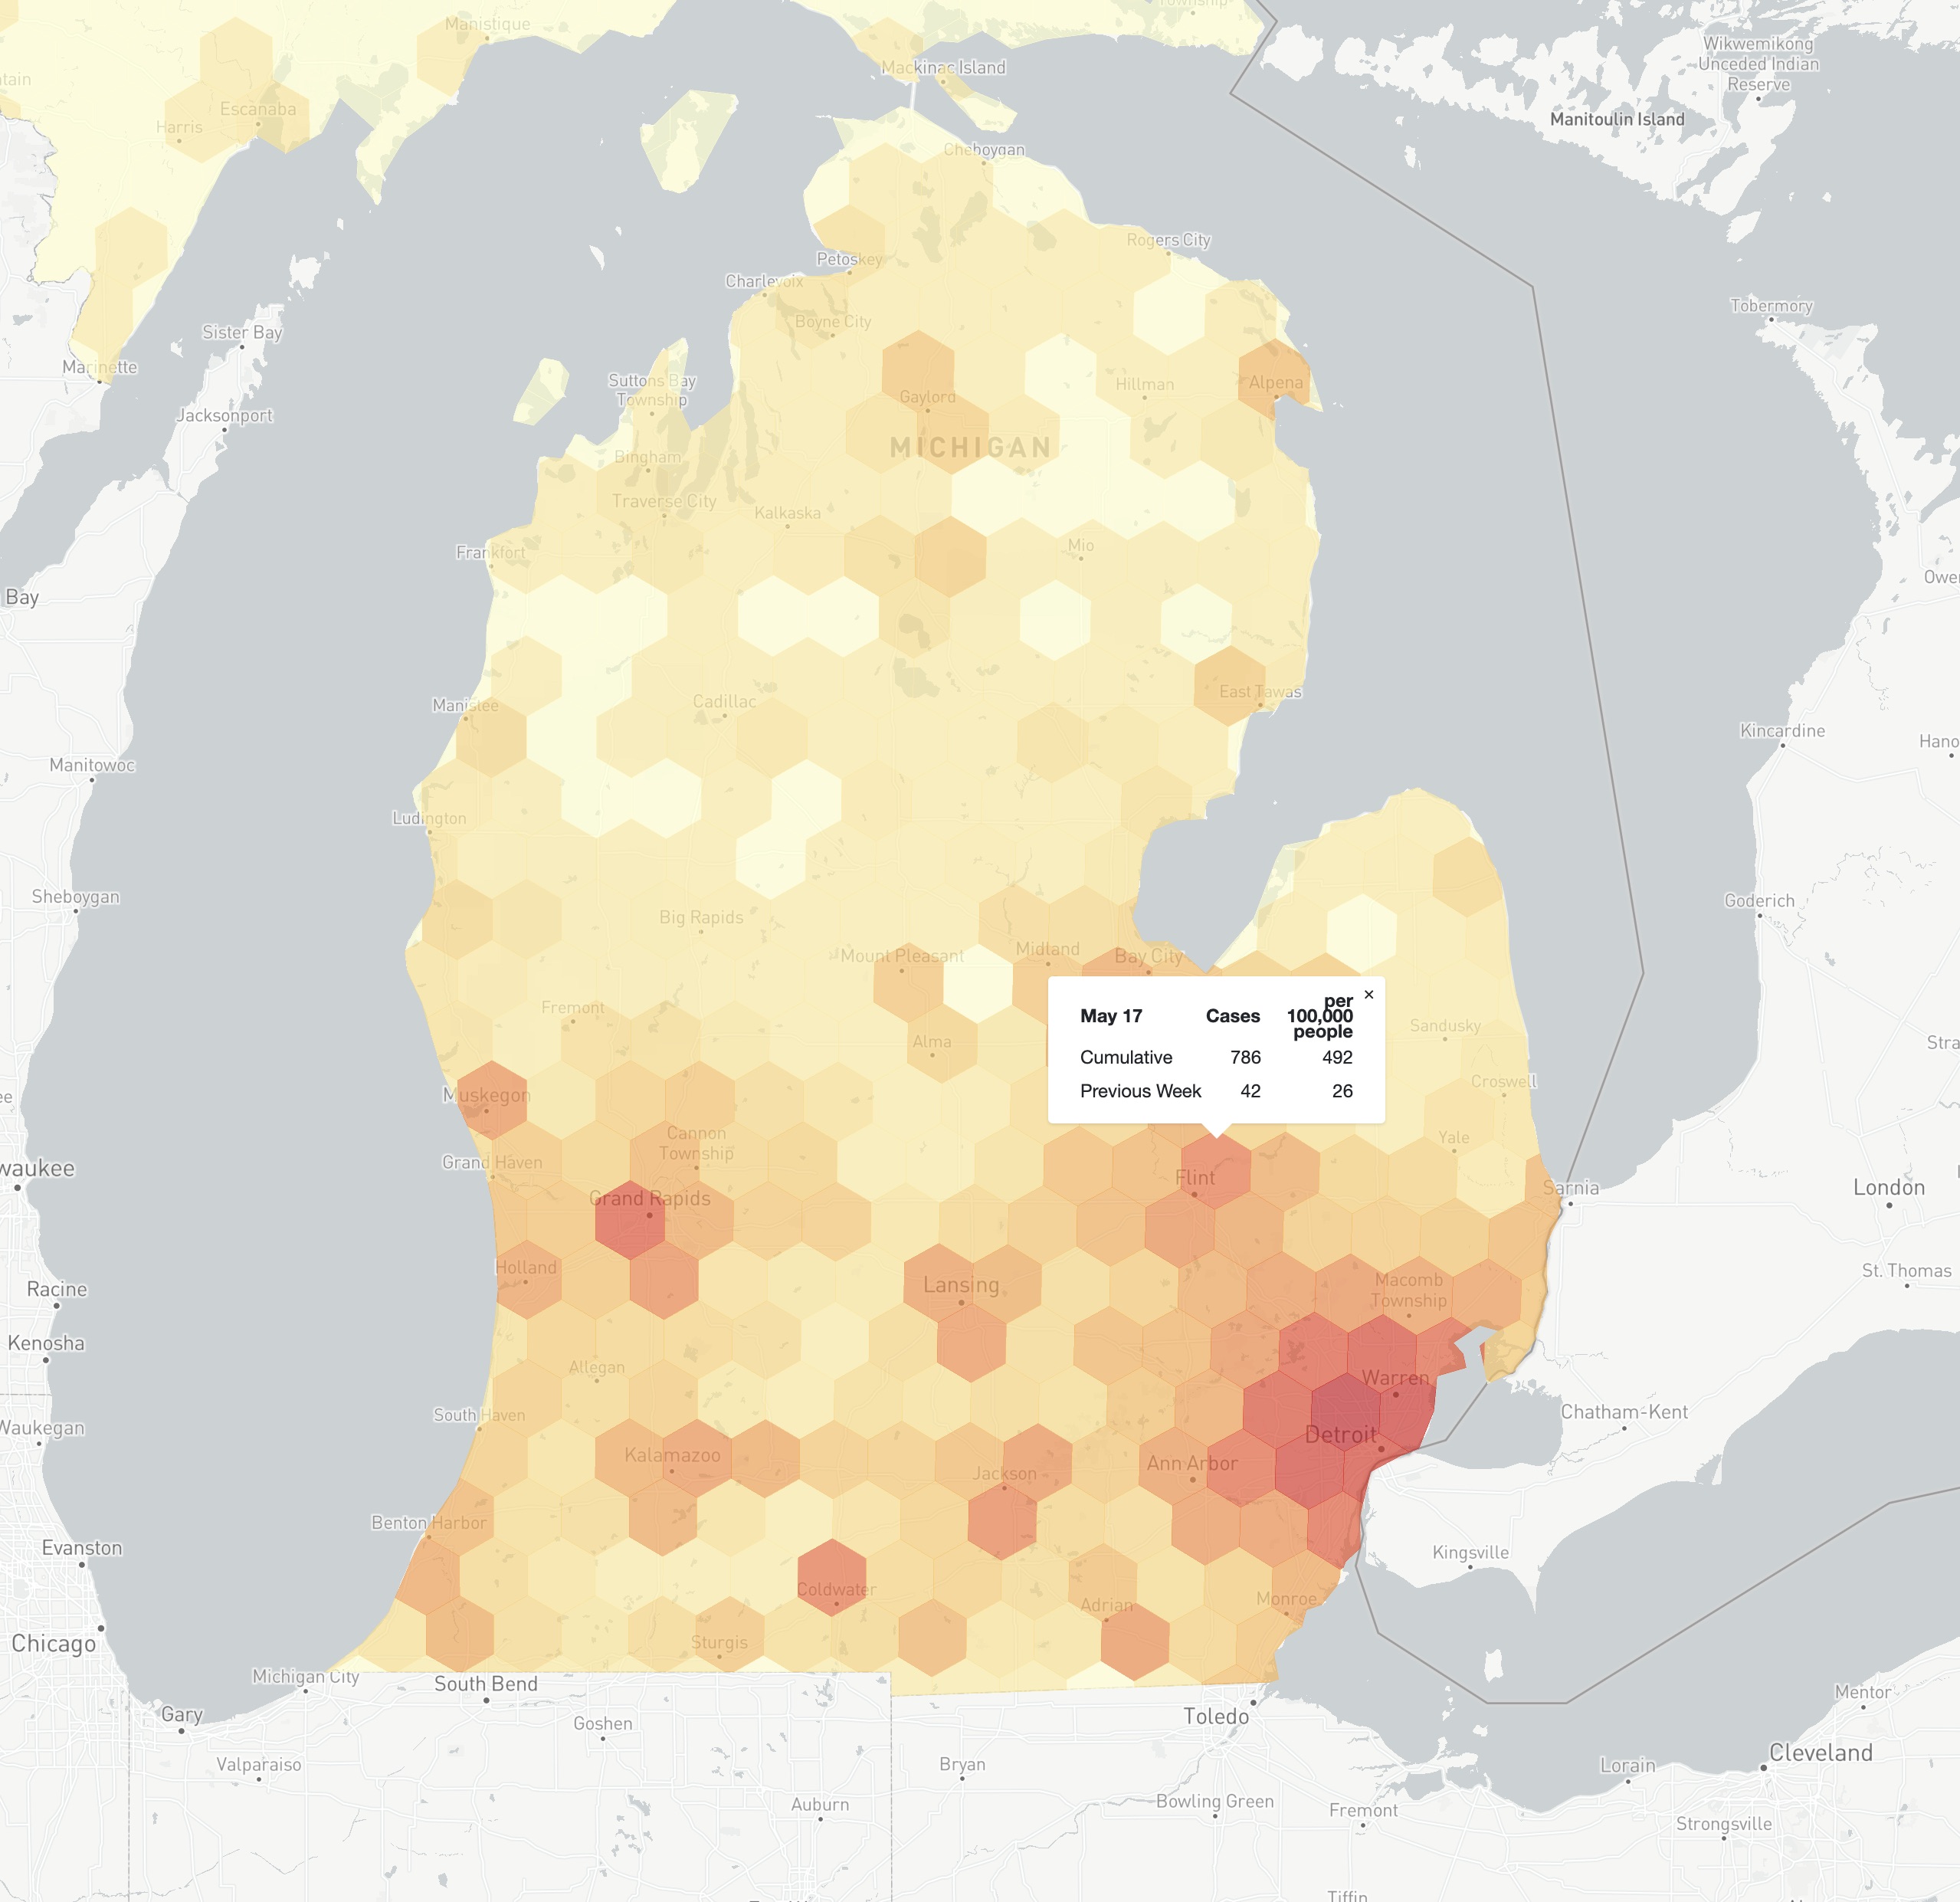 Manistique
Township
Wikwemikong
Unceded Indian
Reserve
Mackinac Island
tain
Escanaba
Harris
Manitoulin Island
Cheboygan
Rogers City
Petoskey
Charlevoix
Tobermory
Boyne City
Sister Bay
Marinette
Suttons Bay
Township
Hillman
Alpena
Gaylord
Jacksonport
MICHIGAN
Bingham
Traverse City
Kalkaska
Frankfort
Mio
Bay
Owe
East Tawas
Cadillac
Manistee
Kincardine
Hano
Manitowoc
Ludington
Sheboygan
Goderich
Big Rapids
Mount Pleasant
Midland
Bay City
Fremont
Alma
Sandusky
Stra
May 17 Cases per
100,000
people
Cumulative 786 492
Previous Week 42 26
Croswell
ee
Muskegon
Cannon
Township
Yale
Grand Haven
waukee
Flint
Sarnia
London
Grand Rapids
Holland
Lansing
Macomb
Township
St. Thomas
Racine
Kenosha
Allegan
Warren
South Haven
Waukegan
Chatham-Kent
Detroit
Kalamazoo
Jackson
Ann Arbor
Benton Harbor
Evanston
Kingsville
Coldwater
Adrian
Monroe
Chicago
Sturgis
Michigan City
South Bend
Mentor
Gary
Toledo
Goshen
Cleveland
Valparaiso
Bryan
Lorain
Auburn
Bowling Green
Fremont
Strongsville
Tiffin